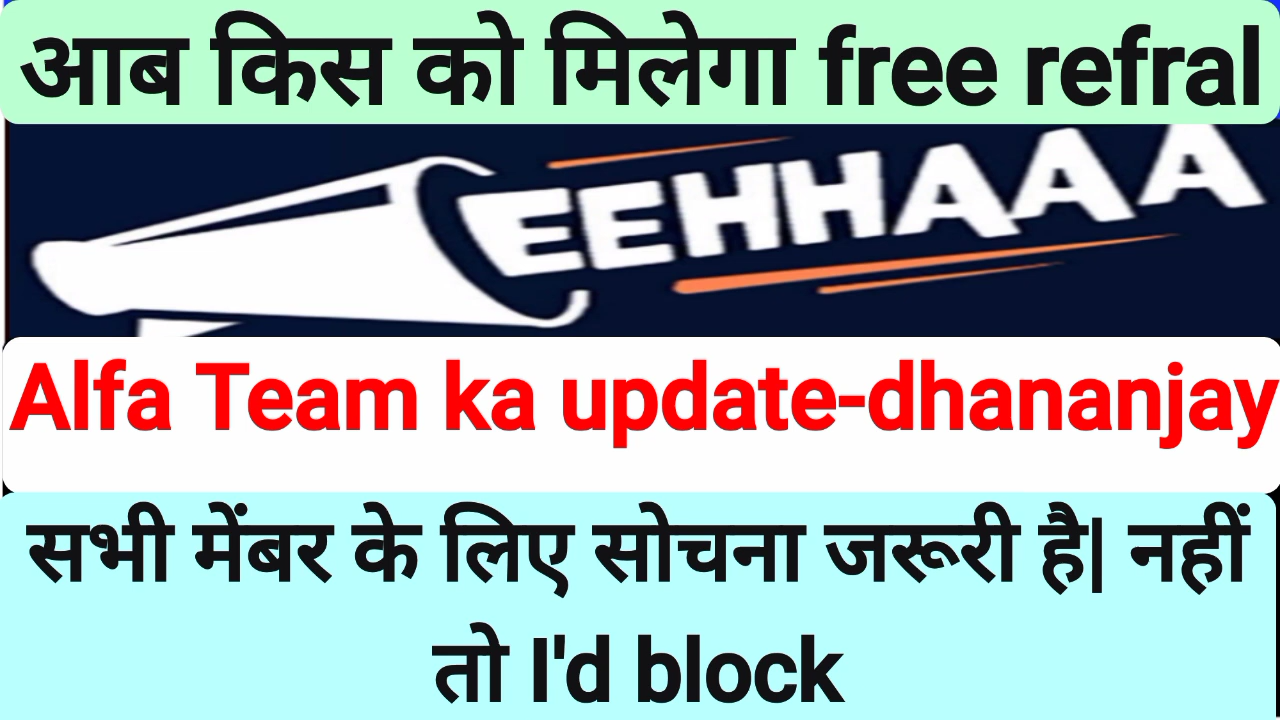 आब किस को मिलेगा free refral
EEHHAAA
Alfa Team ka update-dhananjay
सभी मेंबर के लिए सोचना जरूरी है| नहीं
तो I'd block